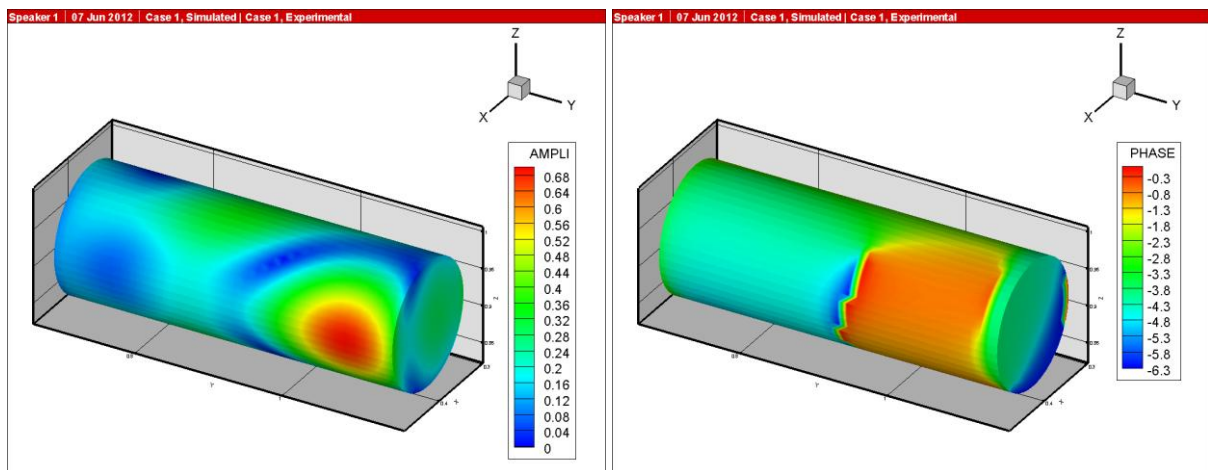 Speaker 1 | 07 Jun 2012 | Case 1, Simulated | Case 1, Experimental
Z
X
Y
AMPLI
0.68
0.64
0.6
0.56
0.52
0.48
0.44
0.4
0.36
0.32
0.28
0.24
0.2
0.16
0.12
0.08
0.04
0
Y
X
Z
Speaker 1 | 07 Jun 2012 | Case 1, Simulated | Case 1, Experimental
Z
X
Y
PHASE
-0.3
-0.8
-1.3
-1.8
-2.3
-2.8
-3.3
-3.8
-4.3
-4.8
-5.3
-5.8
-6.3
Y
X
Z